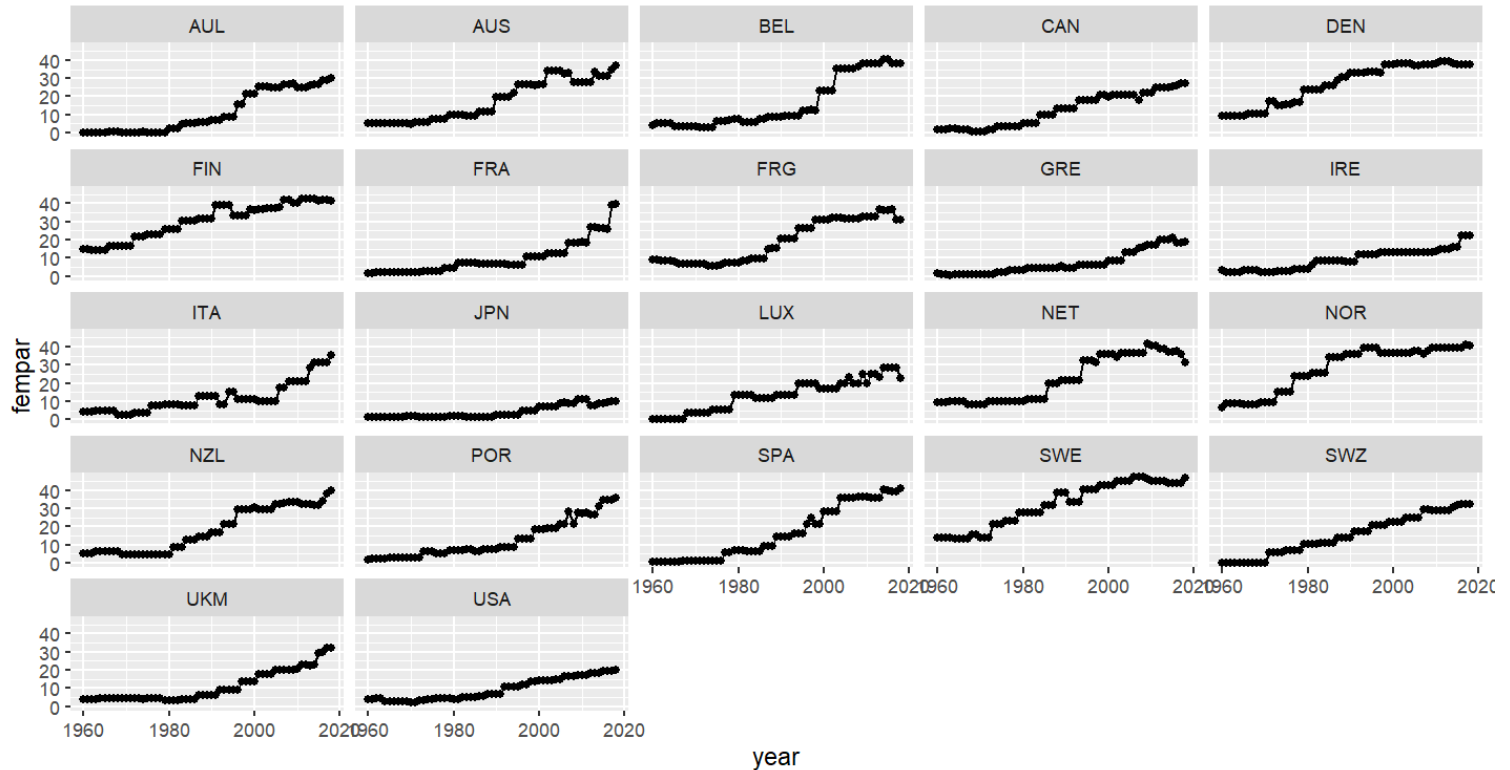 AUL AUS BEL CAN DEN
40
30
20
10
0
FIN FRA FRG GRE IRE
40
30
20
10
0
ITA JPN LUX NET NOR
40
30
20
10
0
NZL POR SPA SWE SWZ
40
30
20
10
0
1960 1980 2000 2020 1960 1980 2000 2020 1960 1980 2000 2020
UKM USA
40
30
20
10
0
1960 1980 2000 2020 1960 1980 2000 2020
fempar
year